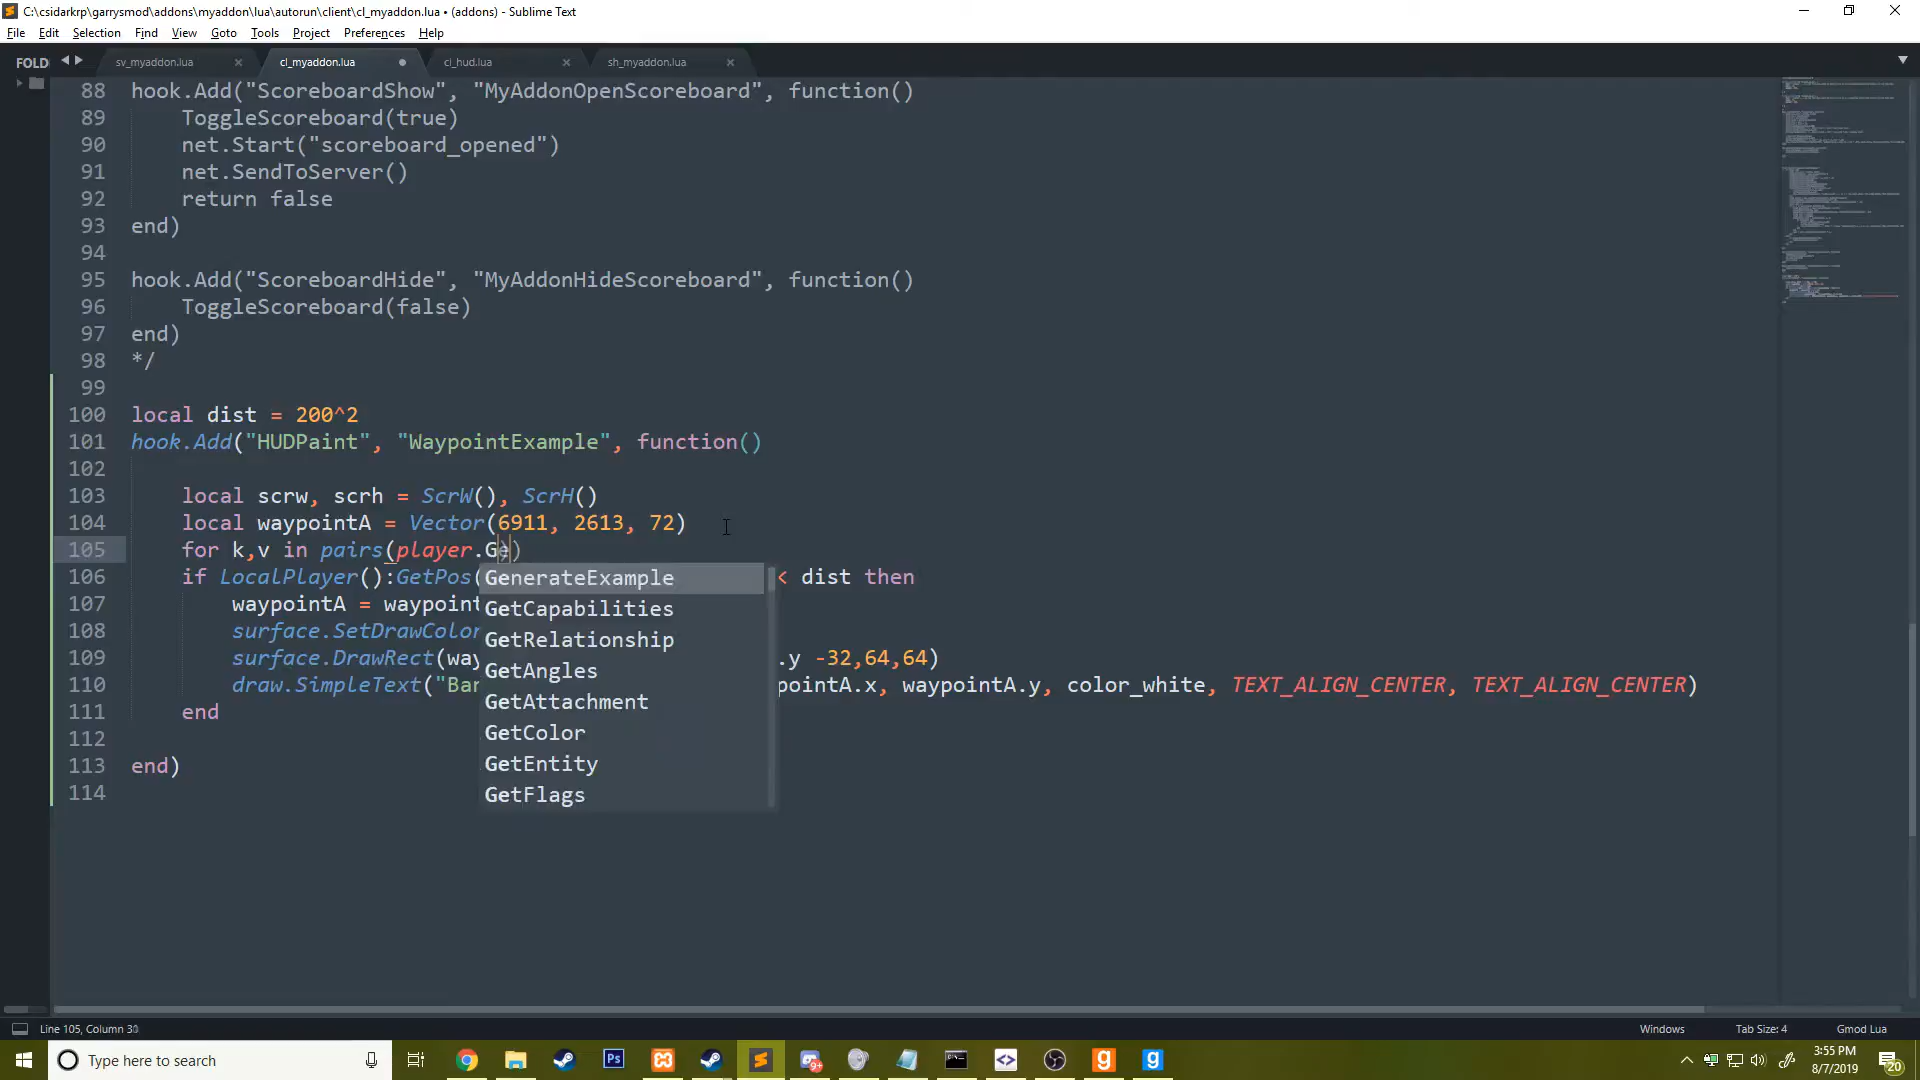 C:\csidarkrp\garrysmod\addons\myaddon\lua\autorun\client\cl_myaddon.lua • (addons) - Sublime Text
File Edit Selection Find View Goto Tools Project Preferences Help
FOLD
sv_myaddon.lua cl_myaddon.lua cl_hud.lua sh_myaddon.lua
88 hook.Add("ScoreboardShow", "MyAddonOpenScoreboard", function()
89 ToggleScoreboard(true)
90 net.Start("scoreboard_opened")
91 net.SendToServer()
92 return false
93 end)
94
95 hook.Add("ScoreboardHide", "MyAddonHideScoreboard", function()
96 ToggleScoreboard(false)
97 end)
98 */
99
100 local dist = 200^2
101 hook.Add("HUDPaint", "WaypointExample", function()
102
103 local scrw, scrh = ScrW(), ScrH()
104 local waypointA = Vector(6911, 2613, 72)
105 for k,v in pairs(player.Ge)
106 if LocalPlayer():GetPos( < dist then
107 waypointA = waypoint
108 surface.SetDrawColor
109 surface.DrawRect(way .y -32,64,64)
110 draw.SimpleText("Ban pointA.x, waypointA.y, color_white, TEXT_ALIGN_CENTER, TEXT_ALIGN_CENTER)
111 end
112
113 end)
114
GenerateExample
GetCapabilities
GetRelationship
GetAngles
GetAttachment
GetColor
GetEntity
GetFlags
Line 105, Column 30 Windows Tab Size: 4 Gmod Lua
Type here to search
3:55 PM
8/7/2019
20